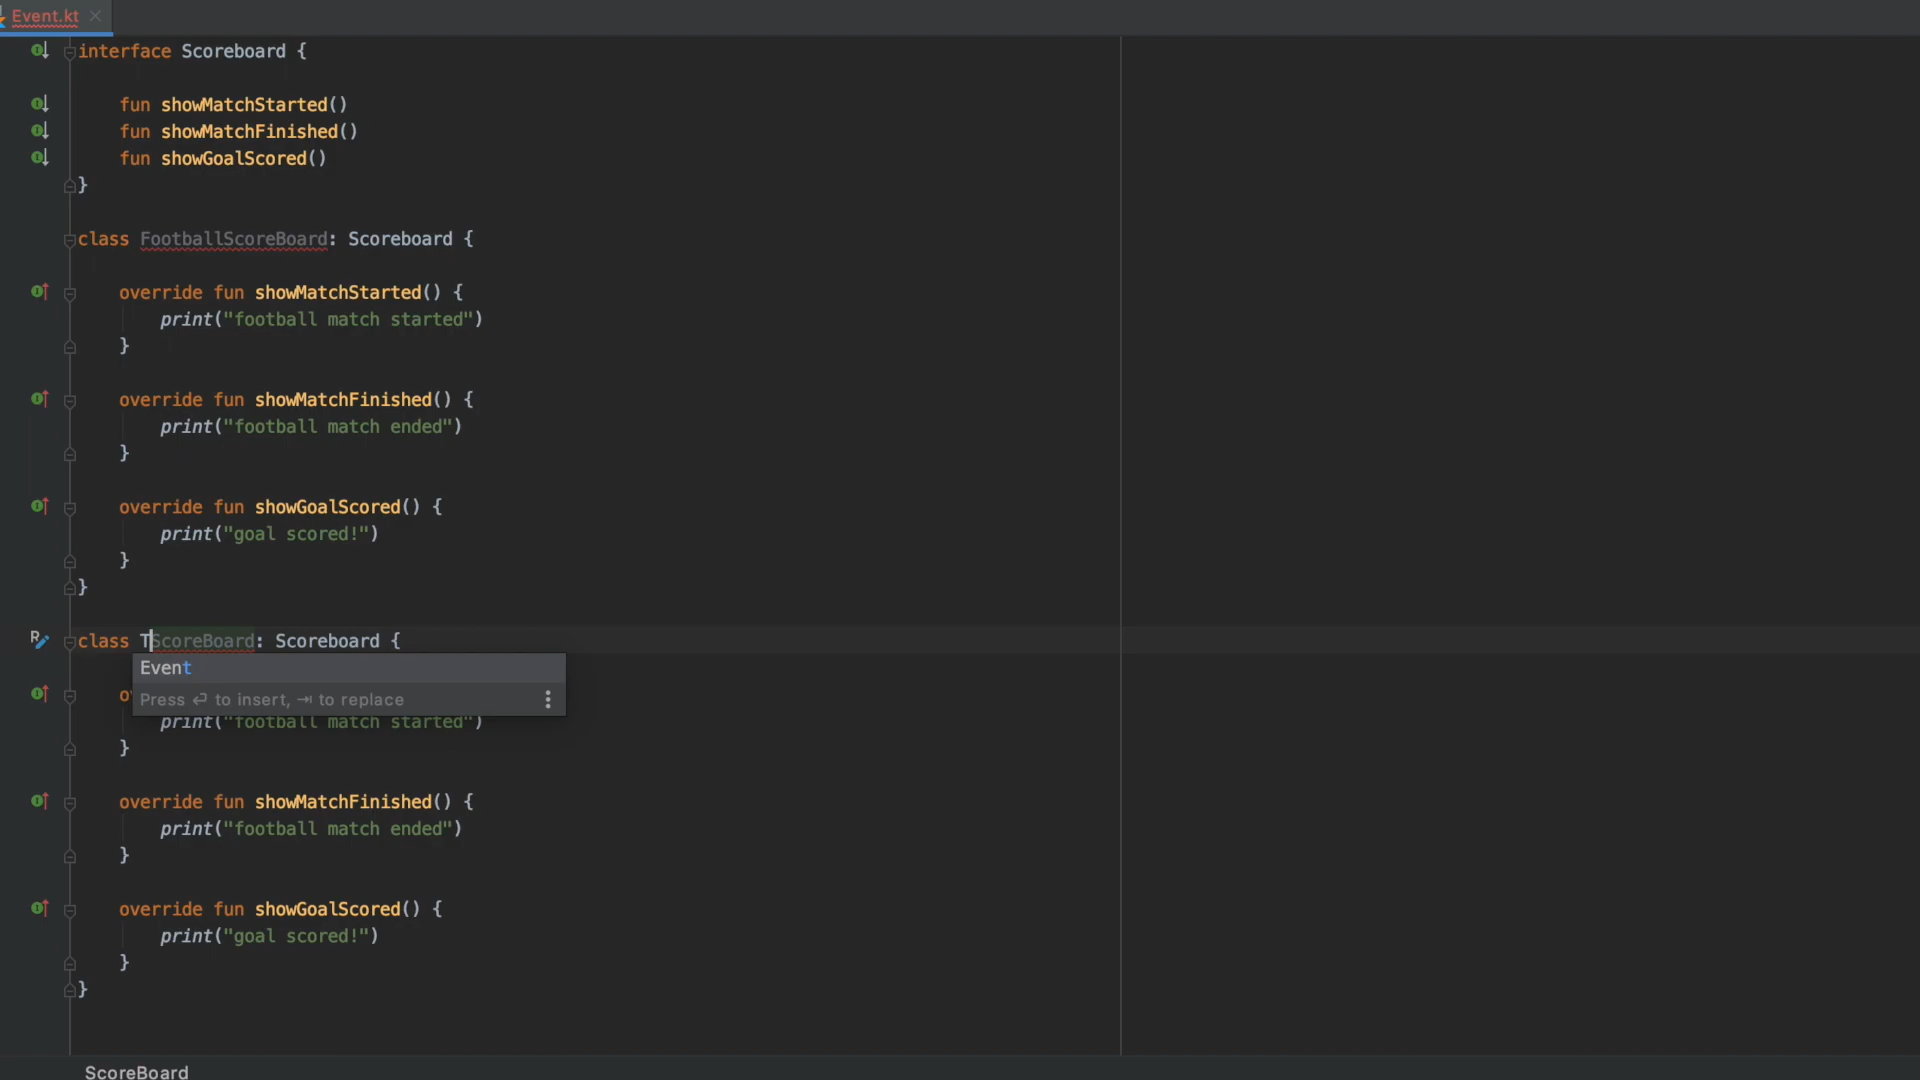 Event.kt
interface Scoreboard {
fun showMatchStarted()
fun showMatchFinished()
fun showGoalScored()
}
class FootballScoreBoard: Scoreboard {
override fun showMatchStarted() {
print("football match started")
}
override fun showMatchFinished() {
print("football match ended")
}
override fun showGoalScored() {
print("goal scored!")
}
}
class TScoreBoard: Scoreboard {
Event
o
Press ⏎ to insert, ⇥ to replace
print("football match started")
}
override fun showMatchFinished() {
print("football match ended")
}
override fun showGoalScored() {
print("goal scored!")
}
}
ScoreBoard